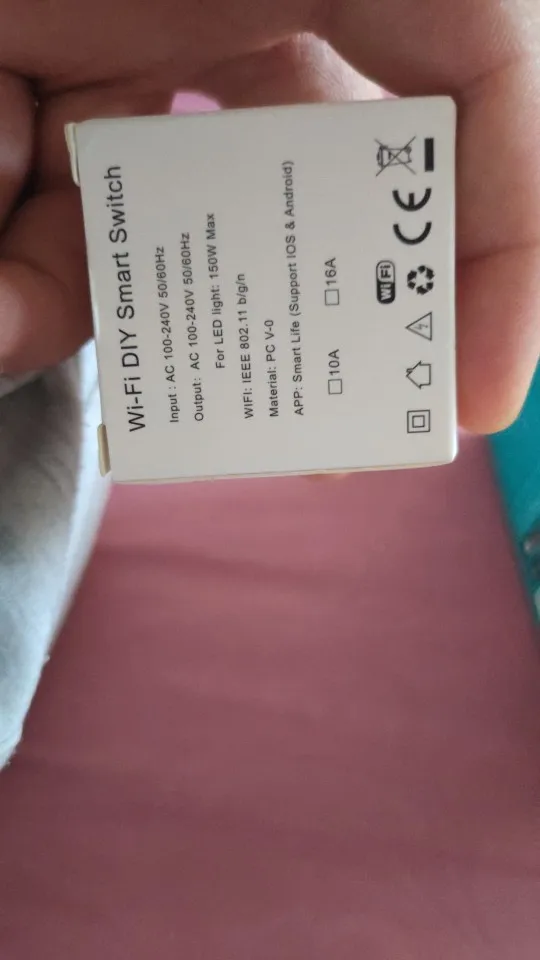 Wi-Fi DIY Smart Switch
Input : AC 100-240V 50/60Hz
Output: AC 100-240V 50/60Hz
For LED light: 150W Max
WIFI: IEEE 802.11 b/g/n
Material: PC V-0
APP: Smart Life (Support IOS & Android)
□10A □16A
Wi Fi CE